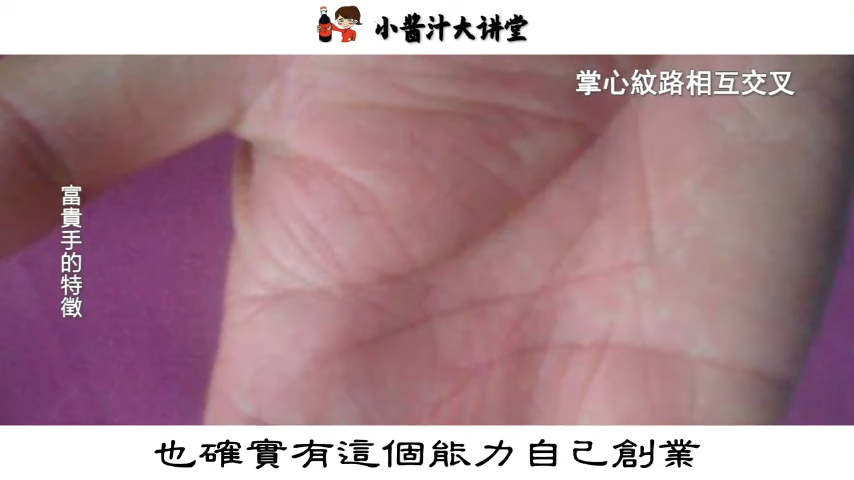 小酱汁大讲堂
掌心紋路相互交叉
富貴手的特徵
也確實有這個能力自己創業